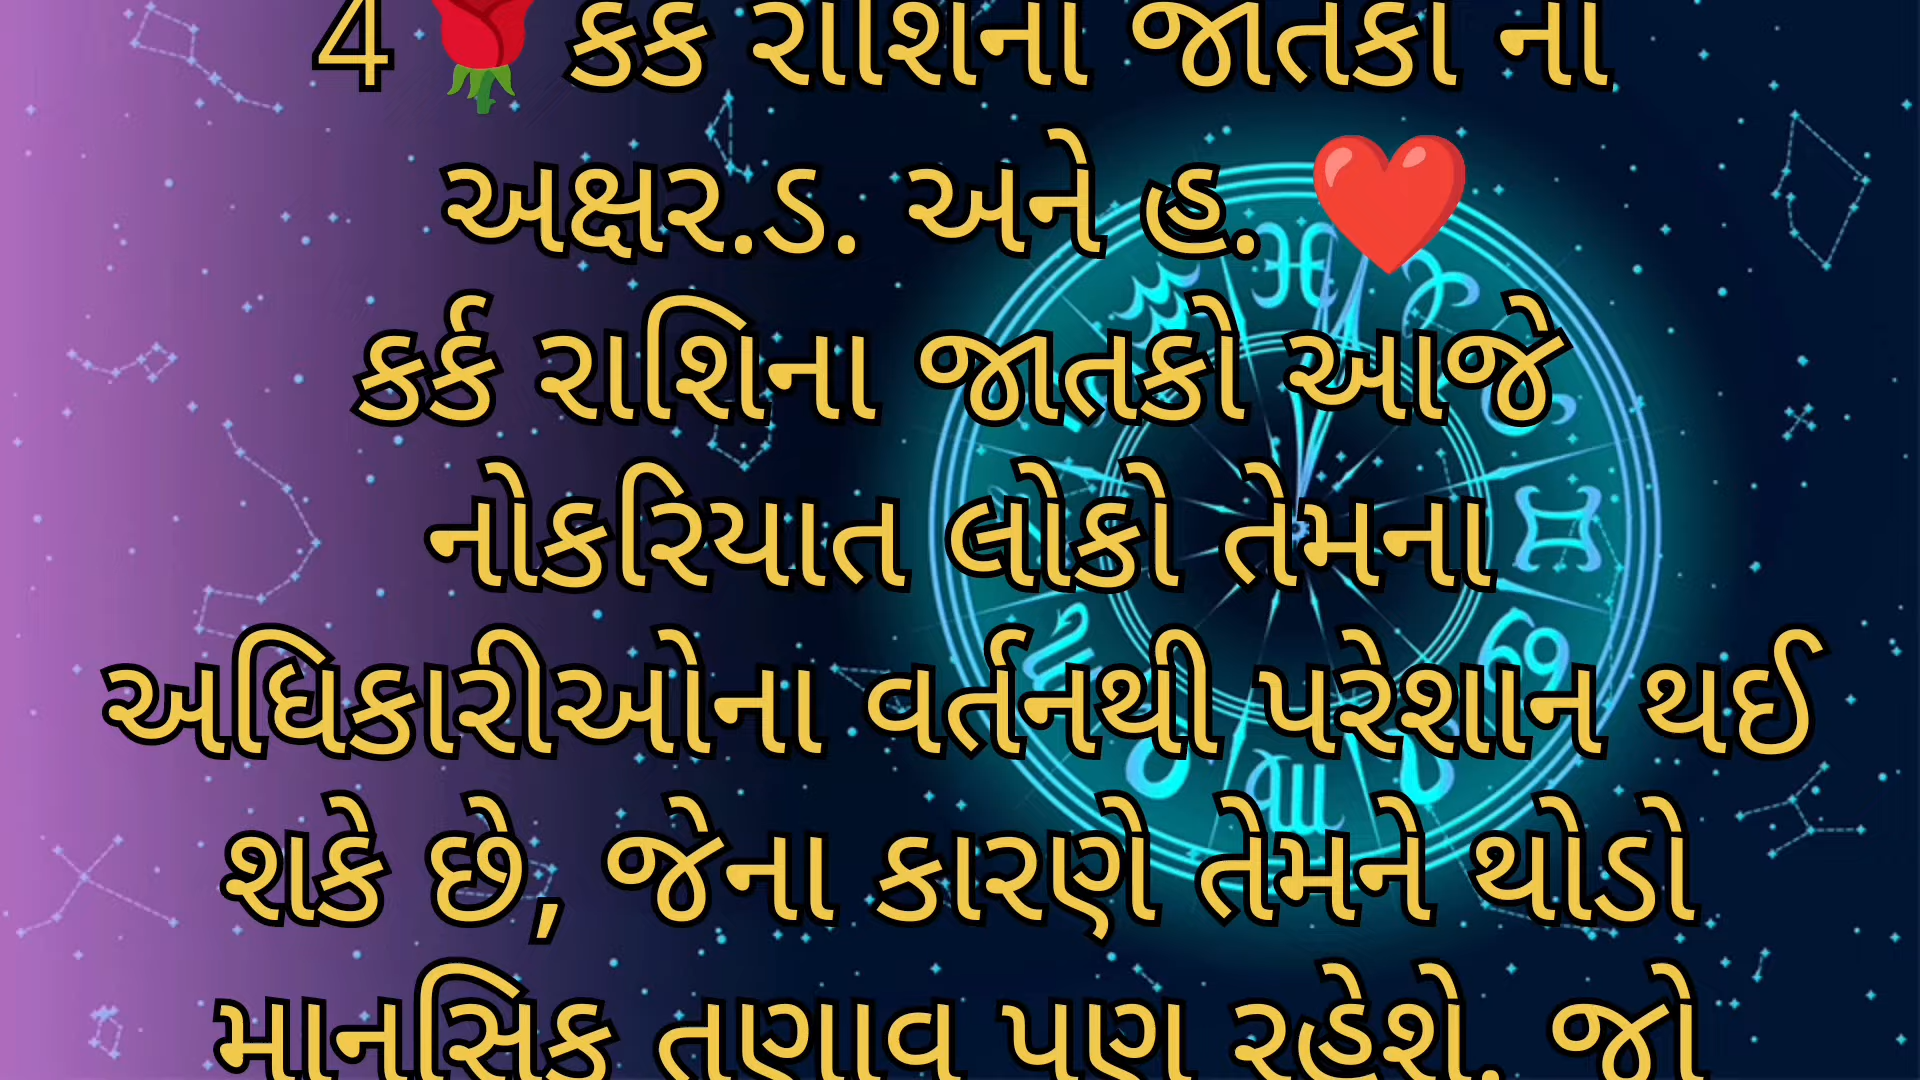 4🌹કર્ક રાશિના જાતકો ના
અક્ષર.ડ. અને હ. ❤️
કર્ક રાશિના જાતકો આજે
નોકરિયાત લોકો તેમના
અધિકારીઓના વર્તનથી પરેશાન થઈ
શકે છે, જેના કારણે તેમને થોડો
માનસિક તણાવ પણ રહેશે. જો